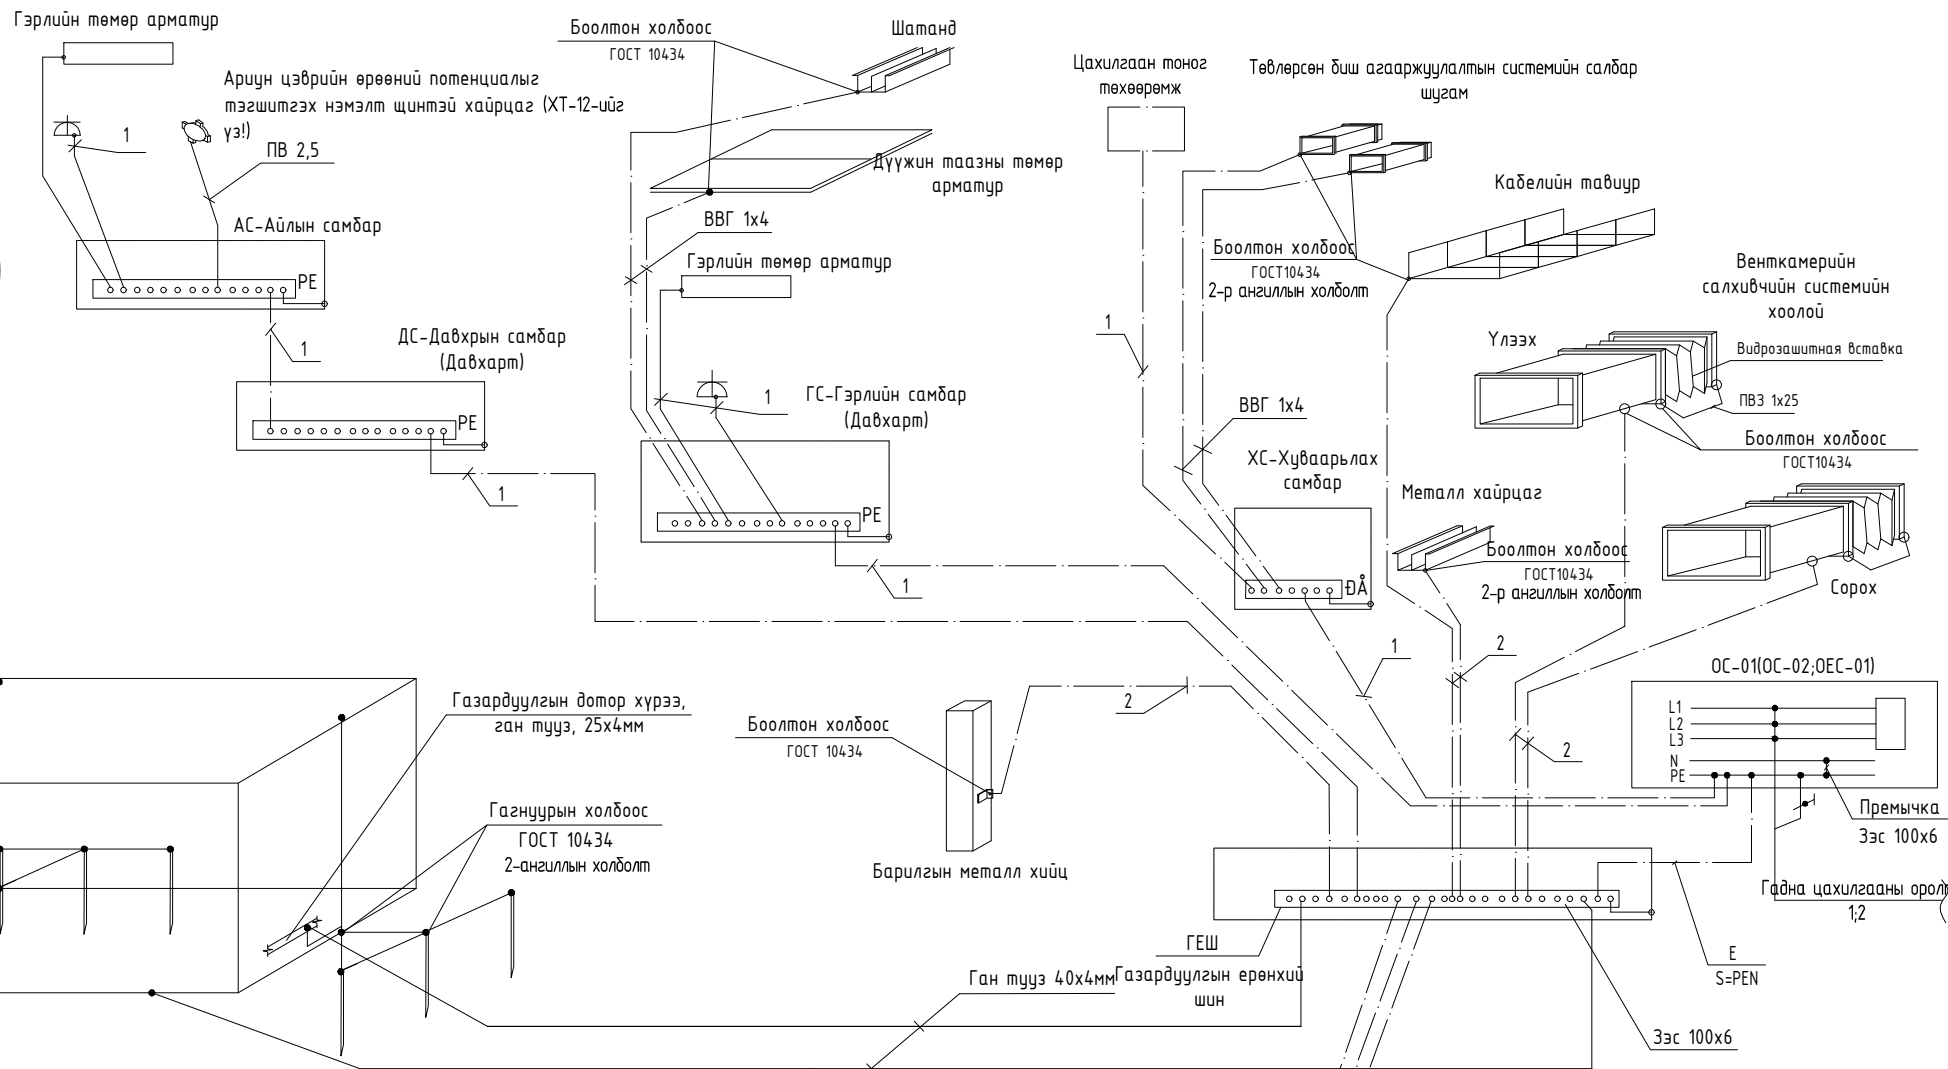 Гэрлийн төмөр арматур
Ариун цэврийн өрөөний потенциалыг
тэгшитгэх нэмэлт щинтэй хайрцаг (ХТ-12-ийг
үз!)
1
ПВ 2,5
АС-Айлын самбар
PE
1
ДС-Давхрын самбар
(Давхарт)
PE
1
Боолтон холбоос
ГОСТ 10434
Шатанд
Дүүжин таазны төмөр
арматур
ВВГ 1х4
Гэрлийн төмөр арматур
1
ГС-Гэрлийн самбар
(Давхарт)
PE
1
Цахилгаан тоног
төхөөрөмж
Төвлөрсөн биш агааржуулалтын системийн салбар
шугам
Кабелийн тавиур
Боолтон холбоос
ГОСТ10434
2-р ангиллын холболт
1
ВВГ 1х4
ХС-Хуваарьлах
самбар
ÐÅ
Венткамерийн
салхивчийн системийн
хоолой
Үлээх
Видрозашитная вставка
ПВ3 1х25
Боолтон холбоос
ГОСТ10434
Металл хайрцаг
Боолтон холбоос
ГОСТ10434
2-р ангиллын холболт
Сорох
1
2
2
2
ОС-01(ОС-02;ОЕС-01)
L1
L2
L3
N
PE
Премычка
Зэс 100х6
Гадна цахилгааны
1;2
Газардуулгын дотор хүрээ,
ган тууз, 25х4мм
Боолтон холбоос
ГОСТ 10434
Гагнуурын холбоос
ГОСТ 10434
2-ангиллын холболт
Барилгын металл хийц
ГЕШ
Газардуулгын ерөнхий
шин
Ган тууз 40х4мм
E
S=PEN
Зэс 100х6